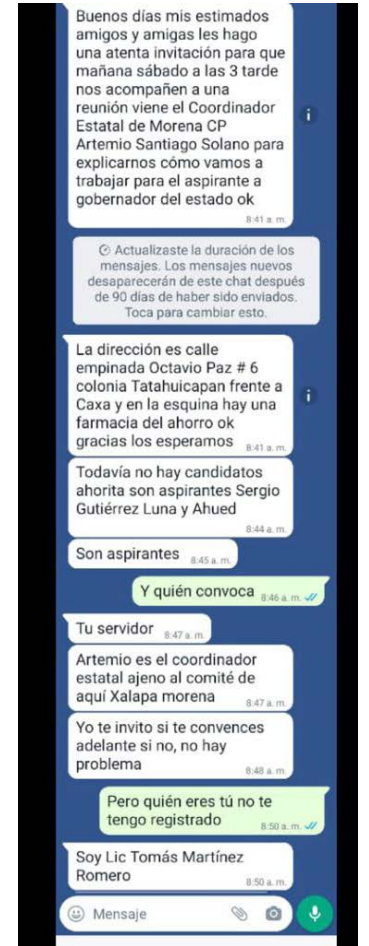 Buenos días mis estimados
amigos y amigas les hago
una atenta invitación para que
mañana sábado a las 3 tarde
nos acompañen a una
reunión viene el Coordinador
Estatal de Morena CP
Artemio Santiago Solano para
explicarnos cómo vamos a
trabajar para el aspirante a
gobernador del estado ok
8:41 a. m.
Actualizaste la duración de los
mensajes. Los mensajes nuevos
desaparecerán de este chat después
de 90 días de haber sido enviados.
Toca para cambiar esto.
La dirección es calle
empinada Octavio Paz # 6
colonia Tatahuicapan frente a
Caxa y en la esquina hay una
farmacia del ahorro ok
gracias los esperamos 8:41 a. m.
Todavía no hay candidatos
ahorita son aspirantes Sergio
Gutiérrez Luna y Ahued
8:44 a. m.
Son aspirantes 8:45 a. m.
Y quién convoca 8:46 a. m.
Tu servidor 8:47 a. m.
Artemio es el coordinador
estatal ajeno al comité de
aquí Xalapa morena 8:47 a. m.
Yo te invito si te convences
adelante si no, no hay
problema 8:48 a. m.
Pero quién eres tú no te
tengo registrado 8:50 a. m.
Soy Lic Tomás Martínez
Romero 8:50 a. m.
Mensaje